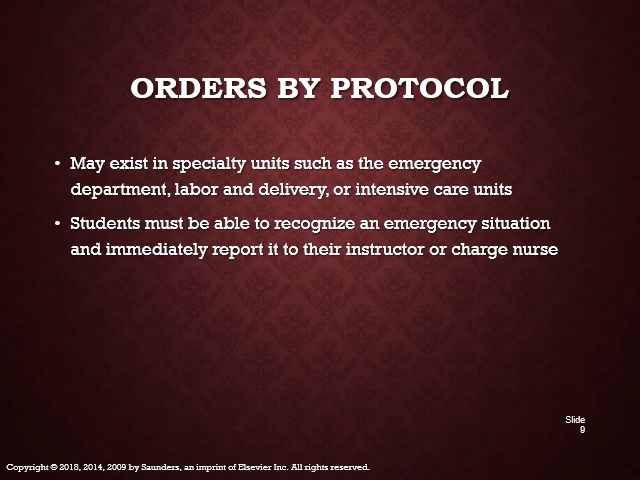 ORDERS BY PROTOCOL
• May exist in specialty units such as the emergency
department, labor and delivery, or intensive care units
• Students must be able to recognize an emergency situation
and immediately report it to their instructor or charge nurse
Slide
9
Copyright © 2018, 2014, 2009 by Saunders, an imprint of Elsevier Inc. All rights reserved.